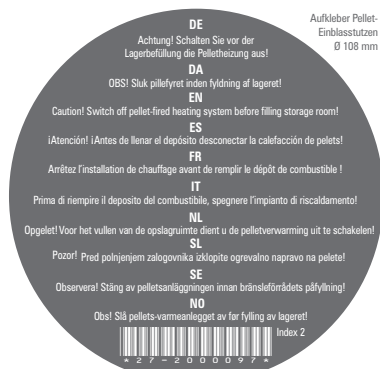 Aufkleber Pellet-
Einblasstutzen
Ø 108 mm
DE
Achtung! Schalten Sie vor der
Lagerbefüllung die Pelletheizung aus!
DA
OBS! Sluk pillefyret inden fyldning af lageret!
EN
Caution! Switch off pellet-fired heating system before filling storage room!
ES
¡Atención! ¡Antes de llenar el depósito desconectar la calefacción de pelets!
FR
Arrêtez l'installation de chauffage avant de remplir le dépôt de combustible !
IT
Prima di riempire il deposito del combustibile, spegnere l'impianto di riscaldamento!
NL
Opgelet! Voor het vullen van de opslagruimte dient u de pelletverwarming uit te schakelen!
SL
Pozor! Pred polnjenjem zalogovnika izklopite ogrevalno napravo na pelete!
SE
Observera! Stäng av pelletsanläggningen innan bränsleförrådets påfyllning!
NO
Obs! Slå pellets-varmeanlegget av før fylling av lageret!
Index 2
*27-2000097*